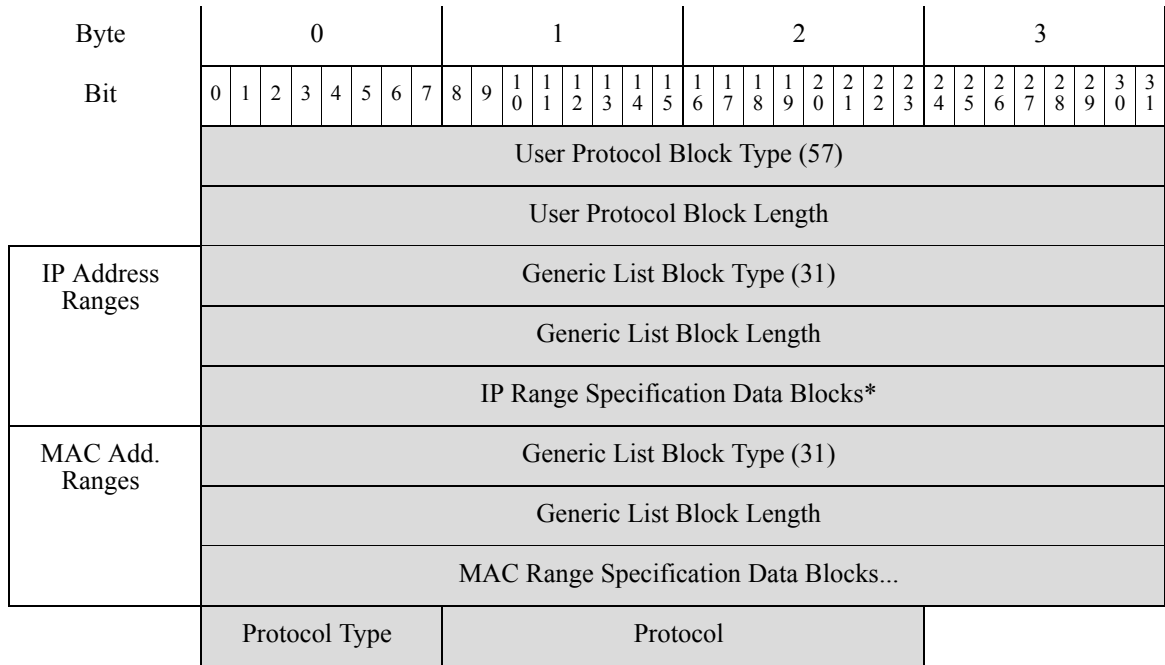 Byte 0 1 2 3
Bit 0 1 2 3 4 5 6 7 8 9 10 11 12 13 14 15 16 17 18 19 20 21 22 23 24 25 26 27 28 29 30 31
User Protocol Block Type (57)
User Protocol Block Length
IP Address
Ranges
Generic List Block Type (31)
Generic List Block Length
IP Range Specification Data Blocks*
MAC Add.
Ranges
Generic List Block Type (31)
Generic List Block Length
MAC Range Specification Data Blocks...
Protocol Type Protocol